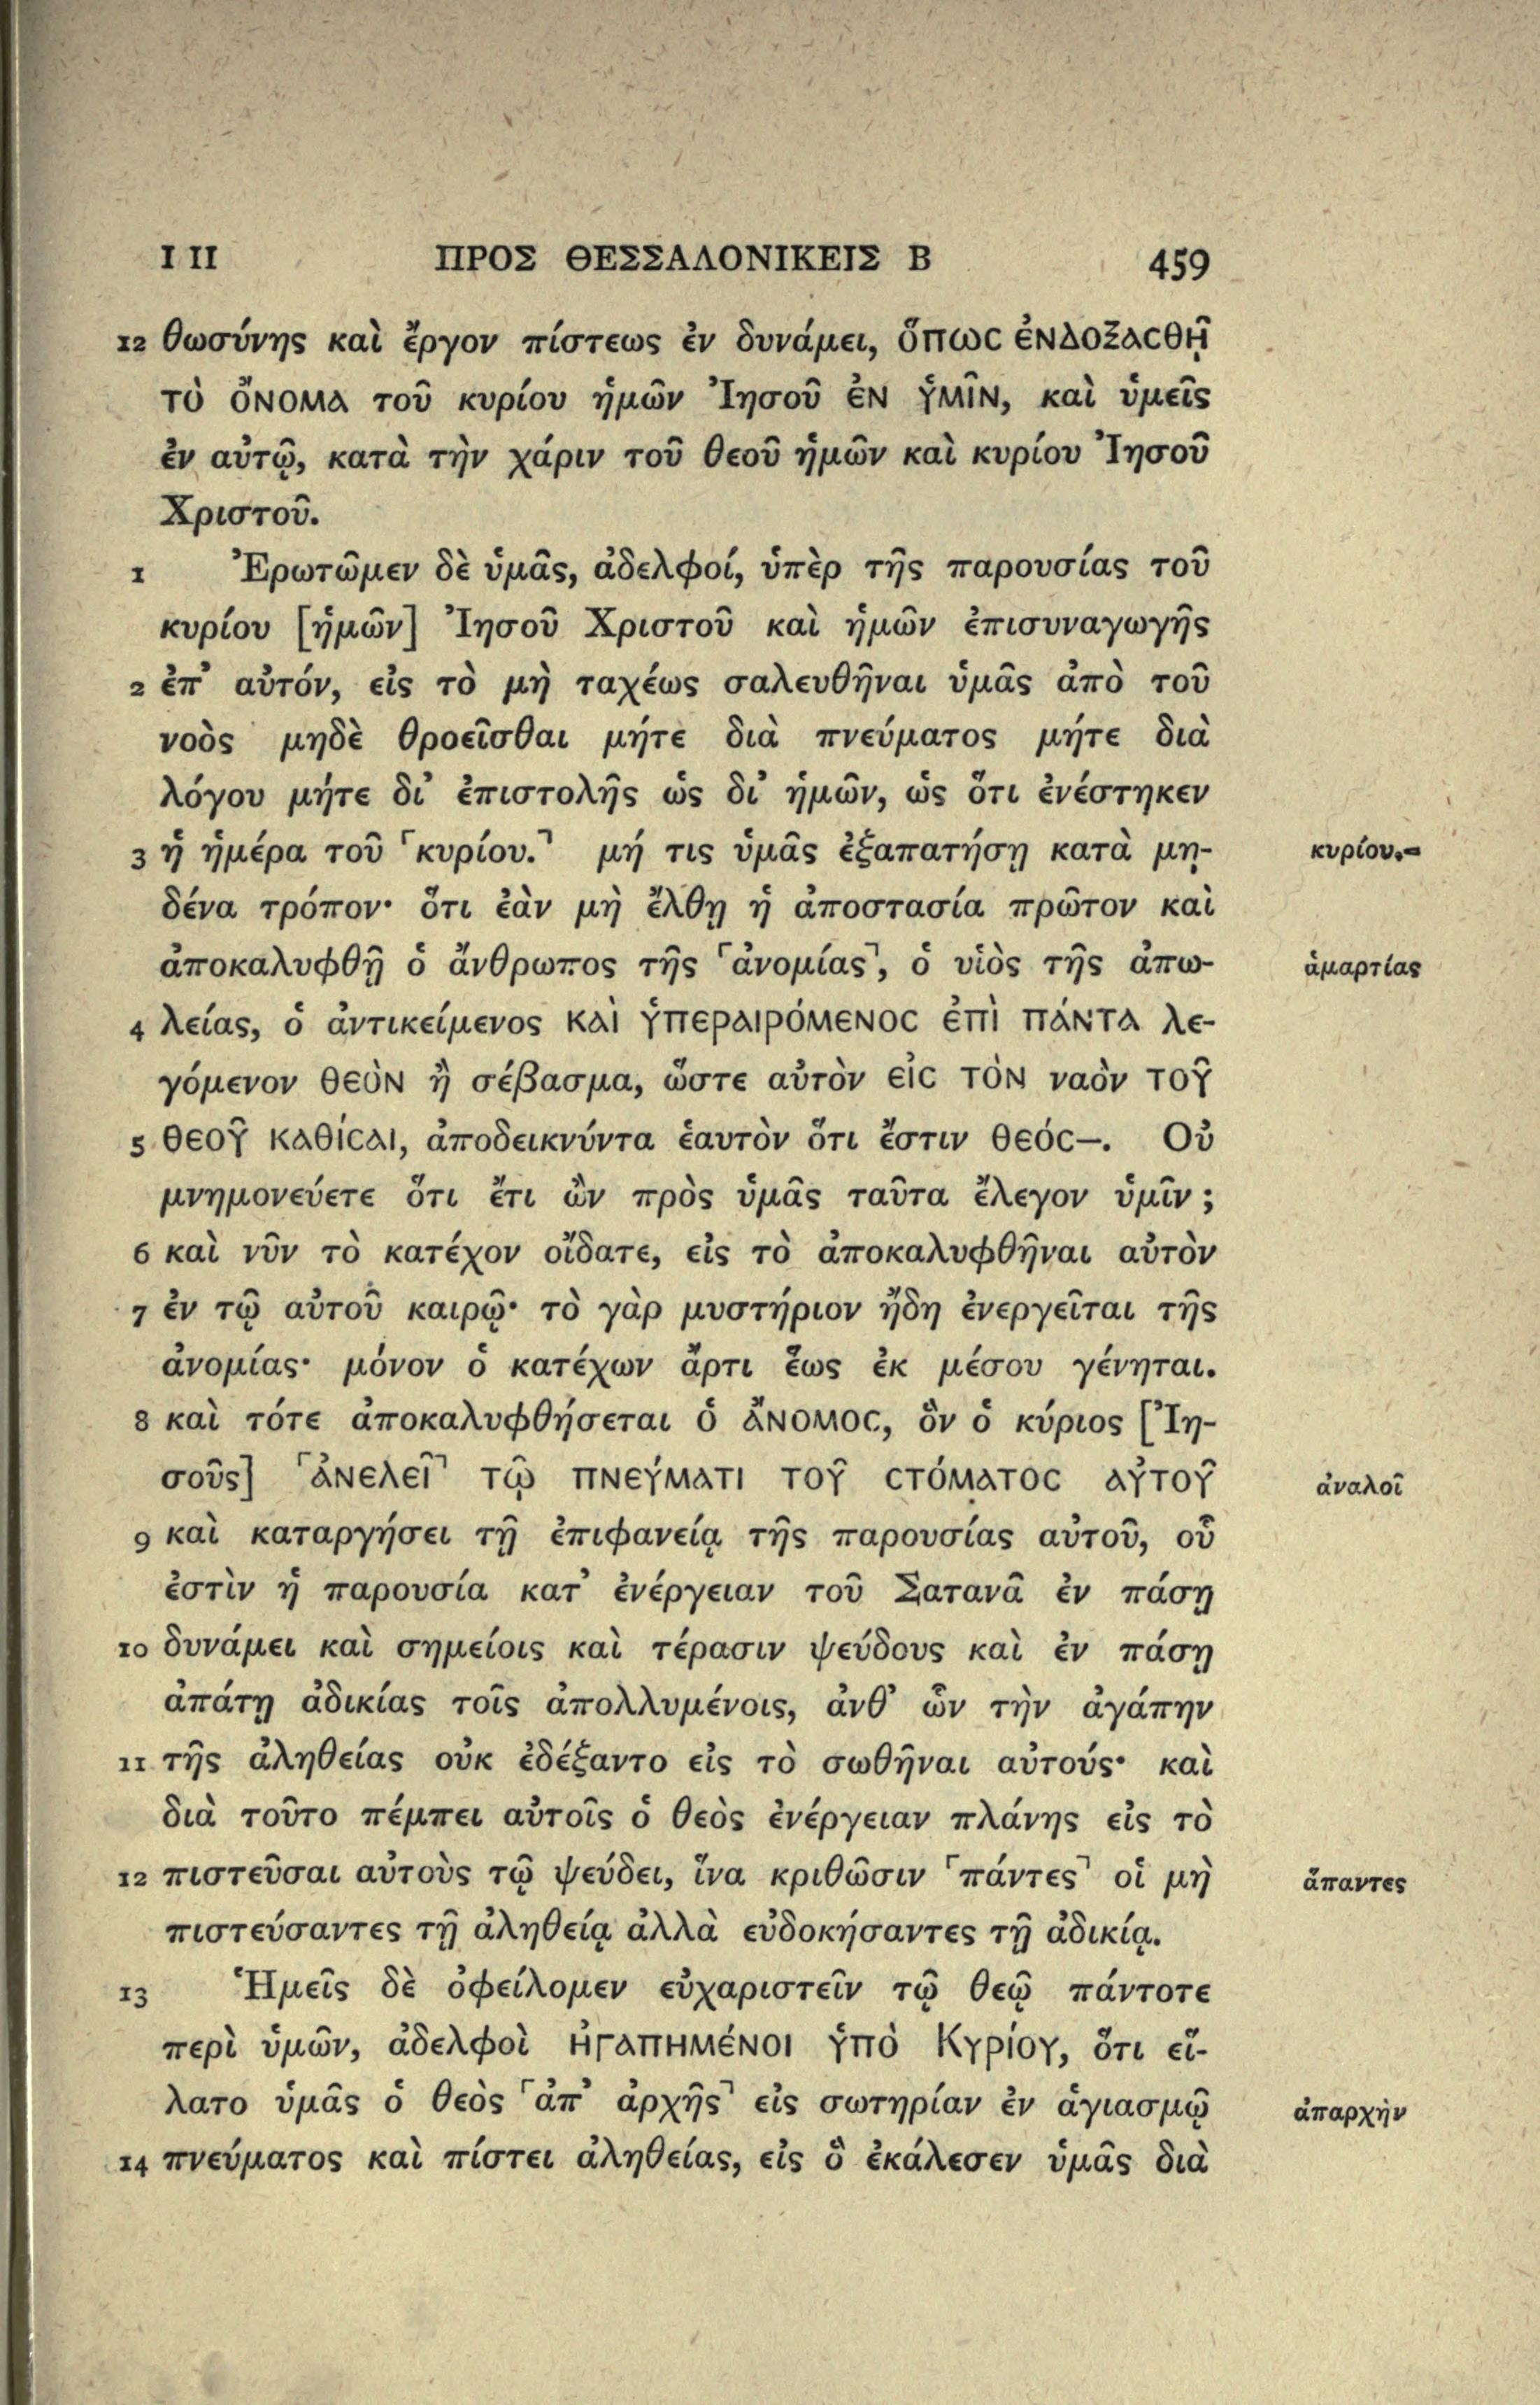 I II ΠΡΟΣ ΘΕΣΣΑΛΟΝΙΚΕΙΣ Β 459
12 θωσύνης καὶ ἔργον πίστεως ἐν δυνάμει, ὅπως ἐνδοξασθῇ
τὸ ὄνομα τοῦ κυρίου ἡμῶν Ἰησοῦ ἐν ὑμῖν, καὶ ὑμεῖς
ἐν αὐτῷ, κατὰ τὴν χάριν τοῦ θεοῦ ἡμῶν καὶ κυρίου Ἰησοῦ
Χριστοῦ.
1 Ἐρωτῶμεν δὲ ὑμᾶς, ἀδελφοί, ὑπὲρ τῆς παρουσίας τοῦ
κυρίου [ἡμῶν] Ἰησοῦ Χριστοῦ καὶ ἡμῶν ἐπισυναγωγῆς
2 ἐπ’ αὐτόν, εἰς τὸ μὴ ταχέως σαλευθῆναι ὑμᾶς ἀπὸ τοῦ
νοὸς μηδὲ θροεῖσθαι μήτε διὰ πνεύματος μήτε διὰ
λόγου μήτε δι’ ἐπιστολῆς ὡς δι’ ἡμῶν, ὡς ὅτι ἐνέστηκεν
3 ἡ ἡμέρα τοῦ ⌜κυρίου.⌝ μή τις ὑμᾶς ἐξαπατήσῃ κατὰ μη- κυρίου,—
δένα τρόπον· ὅτι ἐὰν μὴ ἔλθῃ ἡ ἀποστασία πρῶτον καὶ
ἀποκαλυφθῇ ὁ ἄνθρωπος τῆς ⌜ἀνομίας⌝, ὁ υἱὸς τῆς ἀπω- ἁμαρτίας
4 λείας, ὁ ἀντικείμενος καὶ ὑπεραιρόμενος ἐπὶ πάντα λε-
γόμενον θεὸν ἢ σέβασμα, ὥστε αὐτὸν εἰς τὸν ναὸν τοῦ
5 θεοῦ καθίσαι, ἀποδεικνύντα ἑαυτὸν ὅτι ἔστιν θεός—. Οὐ
μνημονεύετε ὅτι ἔτι ὢν πρὸς ὑμᾶς ταῦτα ἔλεγον ὑμῖν;
6 καὶ νῦν τὸ κατέχον οἴδατε, εἰς τὸ ἀποκαλυφθῆναι αὐτὸν
7 ἐν τῷ αὐτοῦ καιρῷ· τὸ γὰρ μυστήριον ἤδη ἐνεργεῖται τῆς
ἀνομίας· μόνον ὁ κατέχων ἄρτι ἕως ἐκ μέσου γένηται.
8 καὶ τότε ἀποκαλυφθήσεται ὁ ἄνομος, ὃν ὁ κύριος [Ἰη-
σοῦς] ⌜ἀνελεῖ⌝ τῷ πνεύματι τοῦ στόματος αὐτοῦ ἀναλοῖ
9 καὶ καταργήσει τῇ ἐπιφανείᾳ τῆς παρουσίας αὐτοῦ, οὗ
ἐστὶν ἡ παρουσία κατ’ ἐνέργειαν τοῦ Σατανᾶ ἐν πάσῃ
10 δυνάμει καὶ σημείοις καὶ τέρασιν ψεύδους καὶ ἐν πάσῃ
ἀπάτῃ ἀδικίας τοῖς ἀπολλυμένοις, ἀνθ’ ὧν τὴν ἀγάπην
11 τῆς ἀληθείας οὐκ ἐδέξαντο εἰς τὸ σωθῆναι αὐτούς· καὶ
διὰ τοῦτο πέμπει αὐτοῖς ὁ θεὸς ἐνέργειαν πλάνης εἰς τὸ
12 πιστεῦσαι αὐτοὺς τῷ ψεύδει, ἵνα κριθῶσιν ⌜πάντες⌝ οἱ μὴ ἅπαντες
πιστεύσαντες τῇ ἀληθείᾳ ἀλλὰ εὐδοκήσαντες τῇ ἀδικίᾳ.
13 Ἡμεῖς δὲ ὀφείλομεν εὐχαριστεῖν τῷ θεῷ πάντοτε
περὶ ὑμῶν, ἀδελφοὶ ἠγαπημένοι ὑπὸ Κυρίου, ὅτι εἵ-
λατο ὑμᾶς ὁ θεὸς ⌜ἀπ’ ἀρχῆς⌝ εἰς σωτηρίαν ἐν ἁγιασμῷ ἀπαρχὴν
14 πνεύματος καὶ πίστει ἀληθείας, εἰς ὃ ἐκάλεσεν ὑμᾶς διὰ